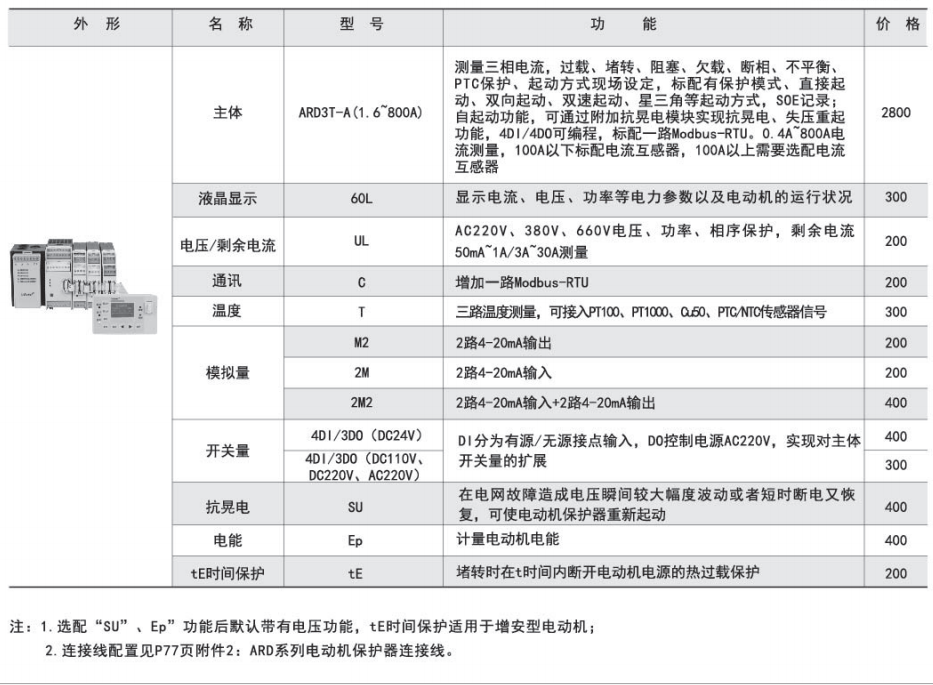 外 形 名 称 型 号 功 能 价 格
主体 ARD3T-A(1.6~800A) 2800
测量三相电流，过载、堵转、阻塞、欠载、断相、不平衡、
PTC保护、起动方式现场设定，标配有保护模式、直接起
动、双向起动、双速起动、星三角等起动方式，SOE记录；
自起动功能，可通过附加抗晃电模块实现抗晃电、失压重起
功能，4DI/4DO可编程，标配一路Modbus-RTU。0.4A~800A电
流测量，100A以下标配电流互感器，100A以上需要选配电流
互感器
液晶显示 60L 显示电流、电压、功率等电力参数以及电动机的运行状况 300
电压/剩余电流 UL 200
AC220V、380V、660V电压、功率、相序保护，剩余电流
50mA~1A/3A~30A测量
通讯 C 增加一路Modbus-RTU 200
温度 T 三路温度测量，可接入PT100、PT1000、Cu50、PTC/NTC传感器信号 300
模拟量
M2 2路4-20mA输出 200
2M 2路4-20mA输入 200
2M2 2路4-20mA输入+2路4-20mA输出 400
开关量
4DI/3DO（DC24V） 400
4DI/3DO（DC110V、
DC220V、AC220V） 300
DI分为有源/无源接点输入，DO控制电源AC220V，实现对主体
开关量的扩展
抗晃电 SU 400
在电网故障造成电压瞬间较大幅度波动或者短时断电又恢
复，可使电动机保护器重新起动
电能 Ep 计量电动机电能 400
tE时间保护 tE 堵转时在t时间内断开电动机电源的热过载保护 200
注：1.选配“SU”、Ep”功能后默认带有电压功能，tE时间保护适用于增安型电动机；
2.连接线配置见P77页附件2：ARD系列电动机保护器连接线。